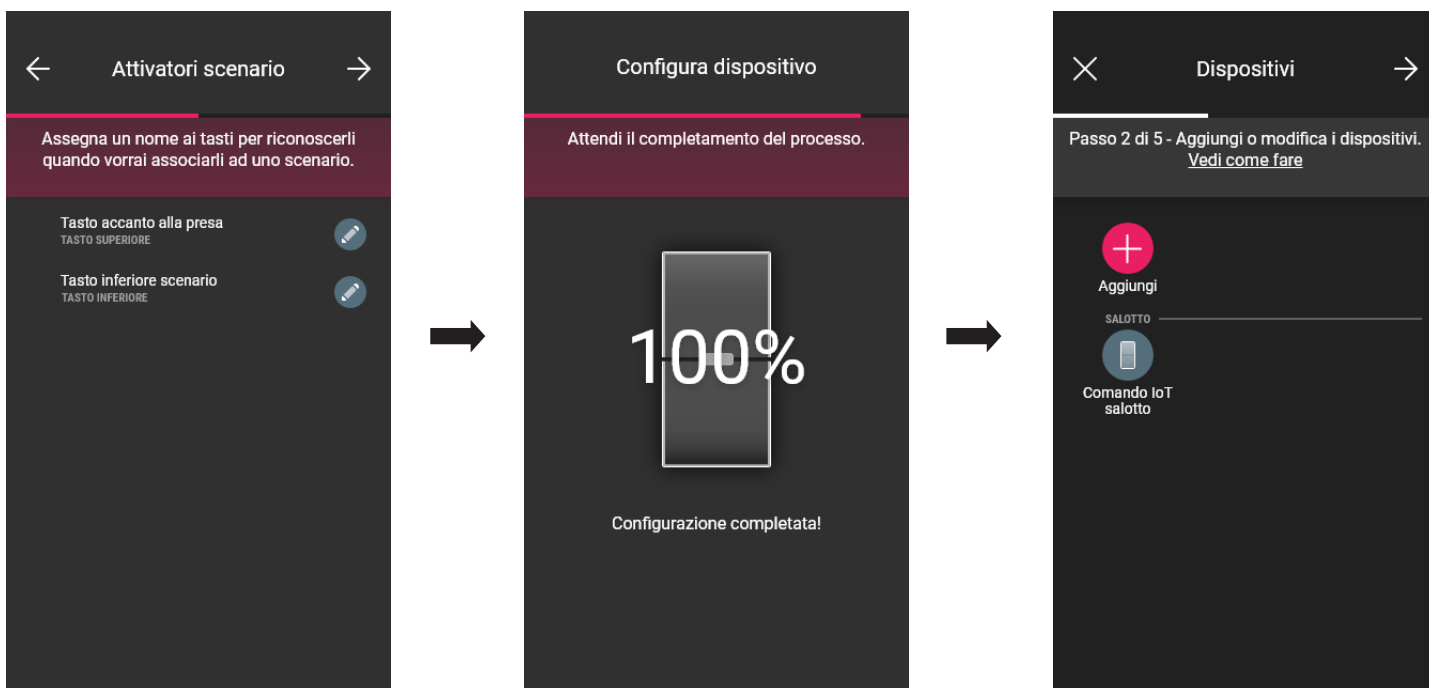 Attivatori scenario
Assegna un nome ai tasti per riconoscerli
quando vorrai associarli ad uno scenario.
Tasto accanto alla presa
TASTO SUPERIORE
Tasto inferiore scenario
TASTO INFERIORE
Configura dispositivo
Attendi il completamento del processo.
100%
Configurazione completata!
Dispositivi
Passo 2 di 5 - Aggiungi o modifica i dispositivi.
Vedi come fare
Aggiungi
SALOTTO
Comando IoT
salotto